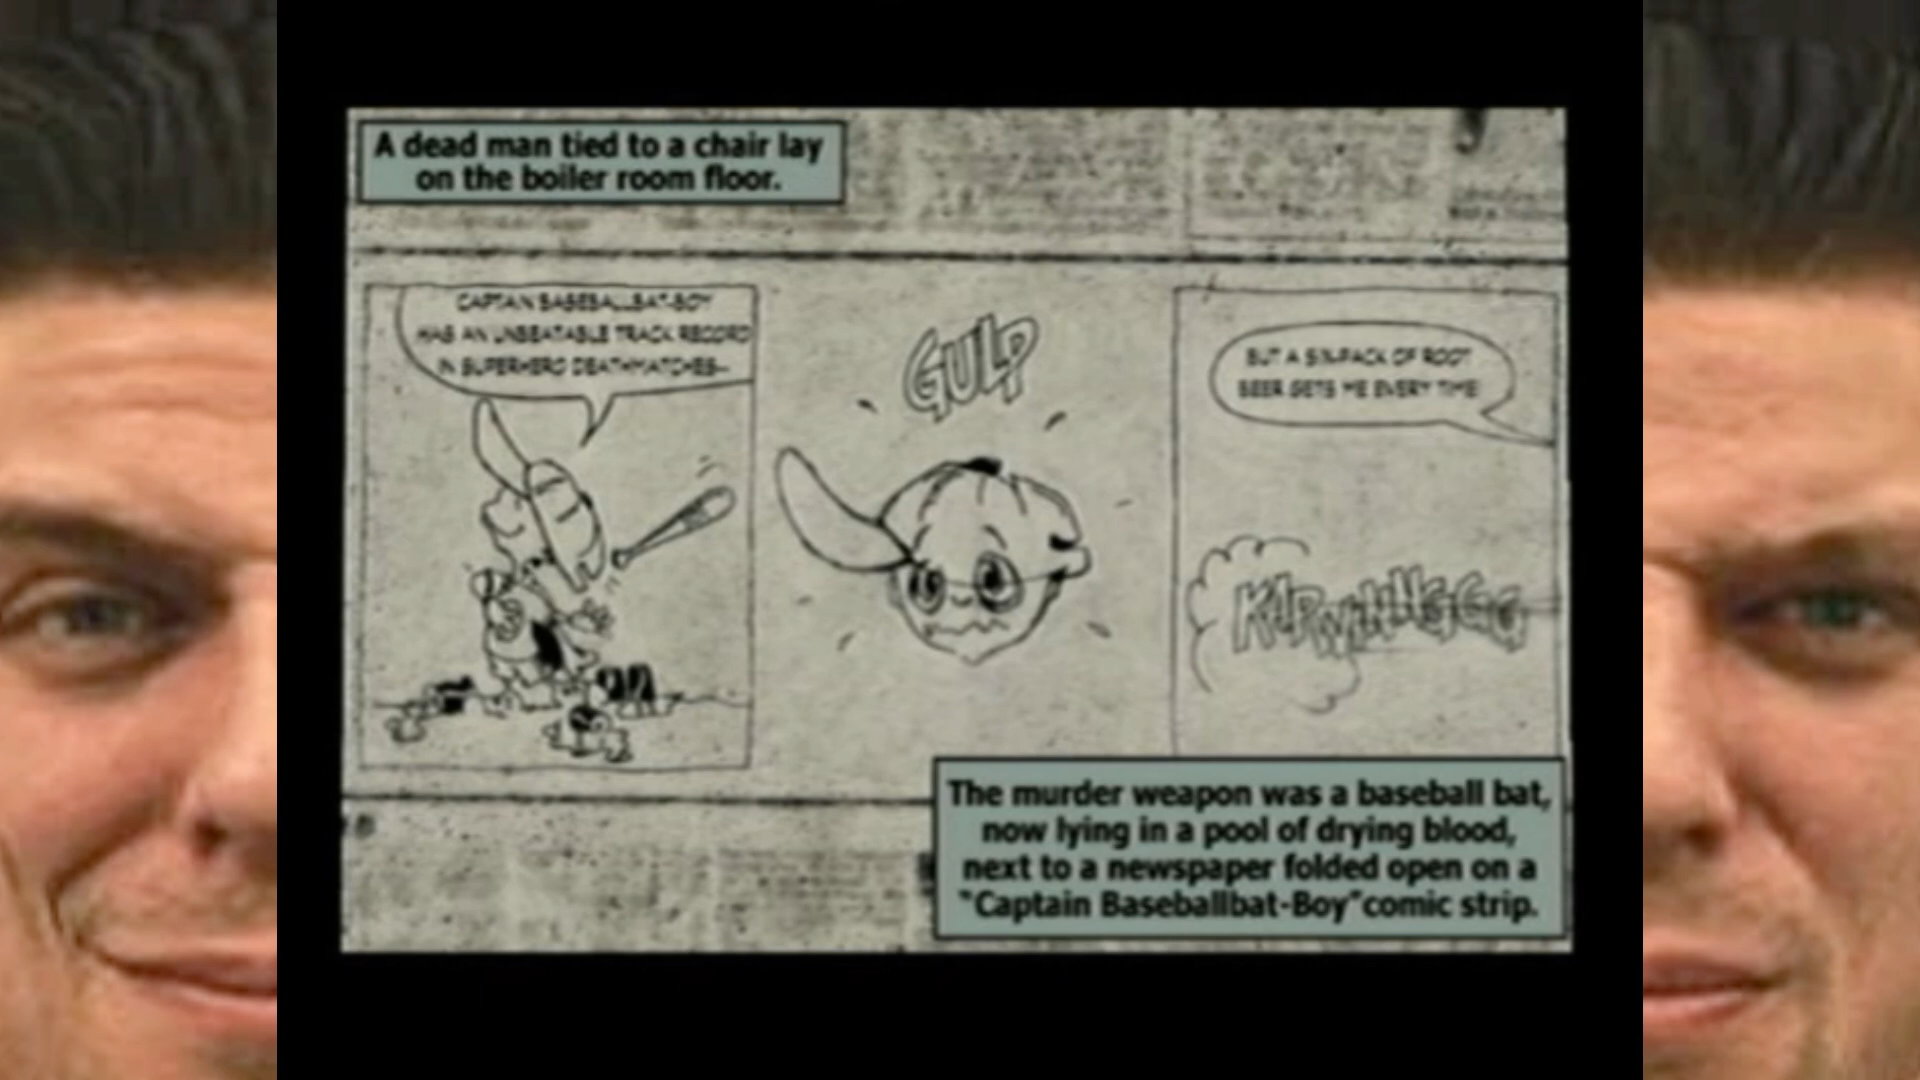 A dead man tied to a chair lay
on the boiler room floor.
CAPTAIN BASEBALLBAT-BOY
HAS AN UNBEATABLE TRACK RECORD
IN SUPERHERO DEATHMATCHES--
GULP
BUT A SIX-PACK OF ROOT
BEER GETS ME EVERY TIME
The murder weapon was a baseball bat,
now lying in a pool of drying blood,
next to a newspaper folded open on a
"Captain Baseballbat-Boy"comic strip.